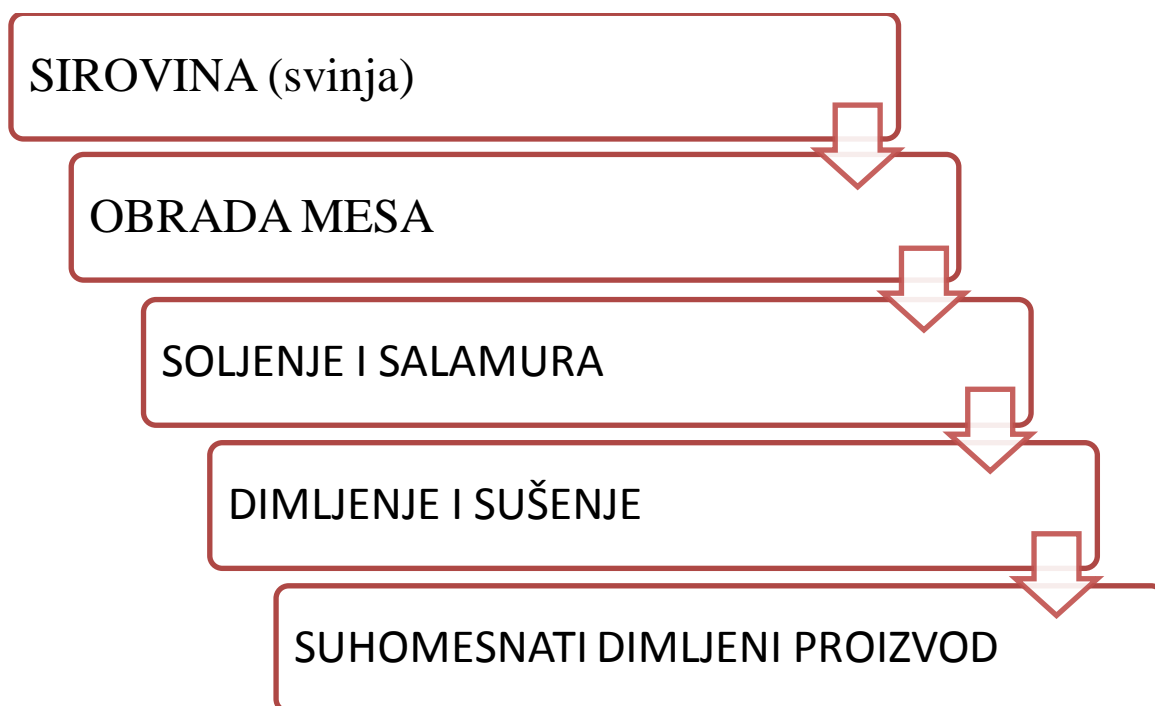 SIROVINA (svinja)
OBRADA MESA
SOLJENJE I SALAMURA
DIMLJENJE I SUŠENJE
SUHOMESNATI DIMLJENI PROIZVOD